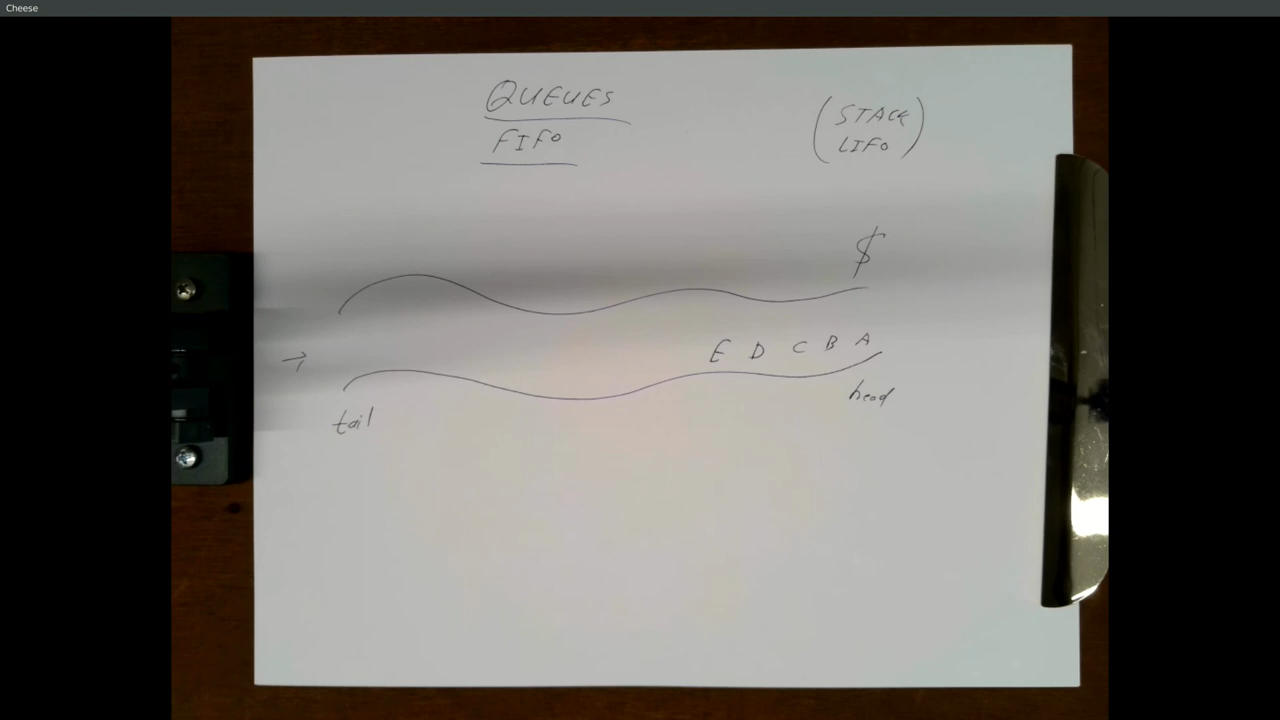 Cheese
QUEUES
FIFO
(STACK
LIFO)
$
→
E D C B A
tail
head